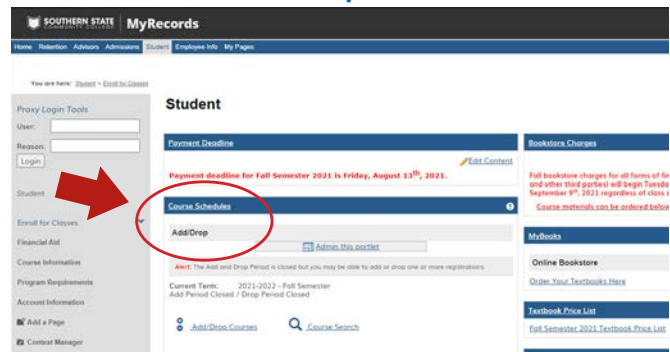 SOUTHERN STATE
COMMUNITY COLLEGE
MyRecords
Home Retention Advisors Admissions Student Employee Info My Pages
You are here: Student > Enroll for Classes
Proxy Login Tools
User:
Reason:
Login
Student
Enroll for Classes
Financial Aid
Course Information
Program Requirements
Account Information
Add a Page
Context Manager
Student
Payment Deadline
Edit Content
Payment deadline for Fall Semester 2021 is Friday, August 13th, 2021.
Course Schedules
Add/Drop
Admin this portlet
Alert: The Add and Drop Period is closed but you may be able to add or drop one or more registrations.
Current Term: 2021-2022 - Fall Semester
Add Period Closed / Drop Period Closed
Add/Drop Courses
Course Search
Bookstore Charges
Fall bookstore charges for all forms of fin
and other third parties) will begin Tuesda
September 9th, 2021 regardless of class s
Course materials can be ordered below
MyBooks
Online Bookstore
Order Your Textbooks Here
Textbook Price List
Fall Semester 2021 Textbook Price List